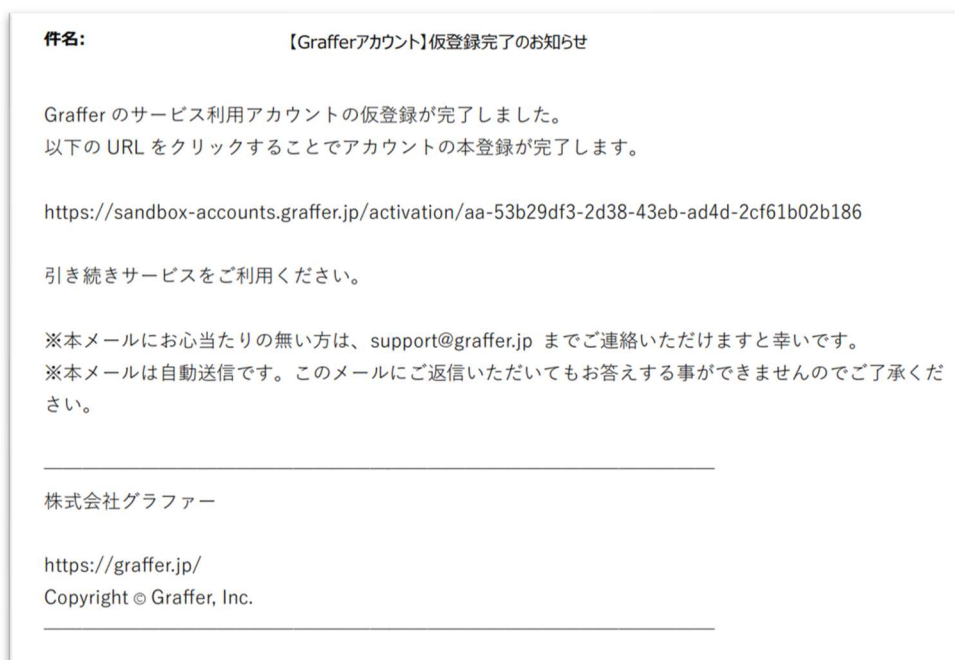 件名: 【Grafferアカウント】仮登録完了のお知らせ
Graffer のサービス利用アカウントの仮登録が完了しました。
以下の URL をクリックすることでアカウントの本登録が完了します。
https://sandbox-accounts.graffer.jp/activation/aa-53b29df3-2d38-43eb-ad4d-2cf61b02b186
引き続きサービスをご利用ください。
※本メールにお心当たりの無い方は、support@graffer.jp までご連絡いただけますと幸いです。
※本メールは自動送信です。このメールにご返信いただいてもお答えする事ができませんのでご了承くだ
さい。
株式会社グラファー
https://graffer.jp/
Copyright © Graffer, Inc.